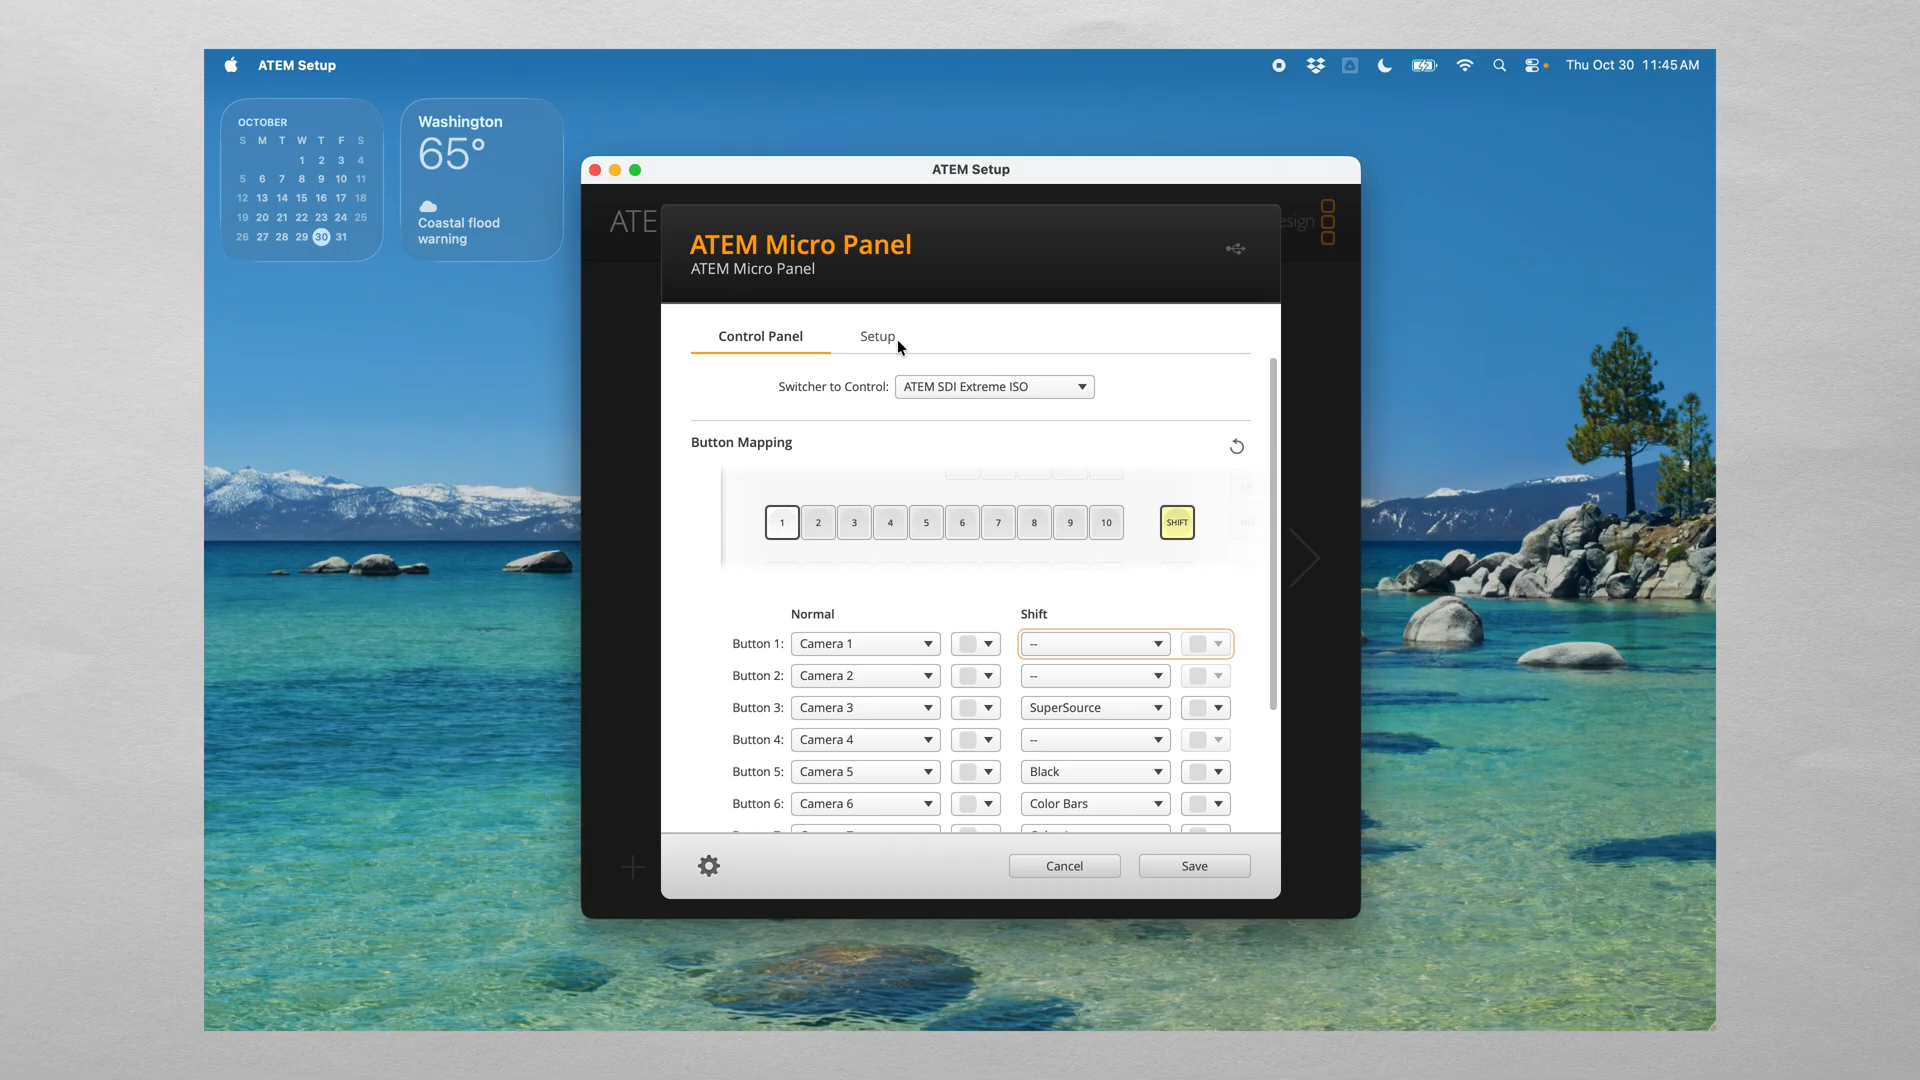 ATEM Setup
Thu Oct 30 11:45 AM
OCTOBER
S M T W T F S
1 2 3 4
5 6 7 8 9 10 11
12 13 14 15 16 17 18
19 20 21 22 23 24 25
26 27 28 29 30 31
Washington
65°
Coastal flood
warning
ATEM Setup
ATE
esign
ATEM Micro Panel
ATEM Micro Panel
Control Panel Setup
Switcher to Control: ATEM SDI Extreme ISO
Button Mapping
1 2 3 4 5 6 7 8 9 10 SHIFT
Normal Shift
Button 1: Camera 1 --
Button 2: Camera 2 --
Button 3: Camera 3 SuperSource
Button 4: Camera 4 --
Button 5: Camera 5 Black
Button 6: Camera 6 Color Bars
Cancel Save